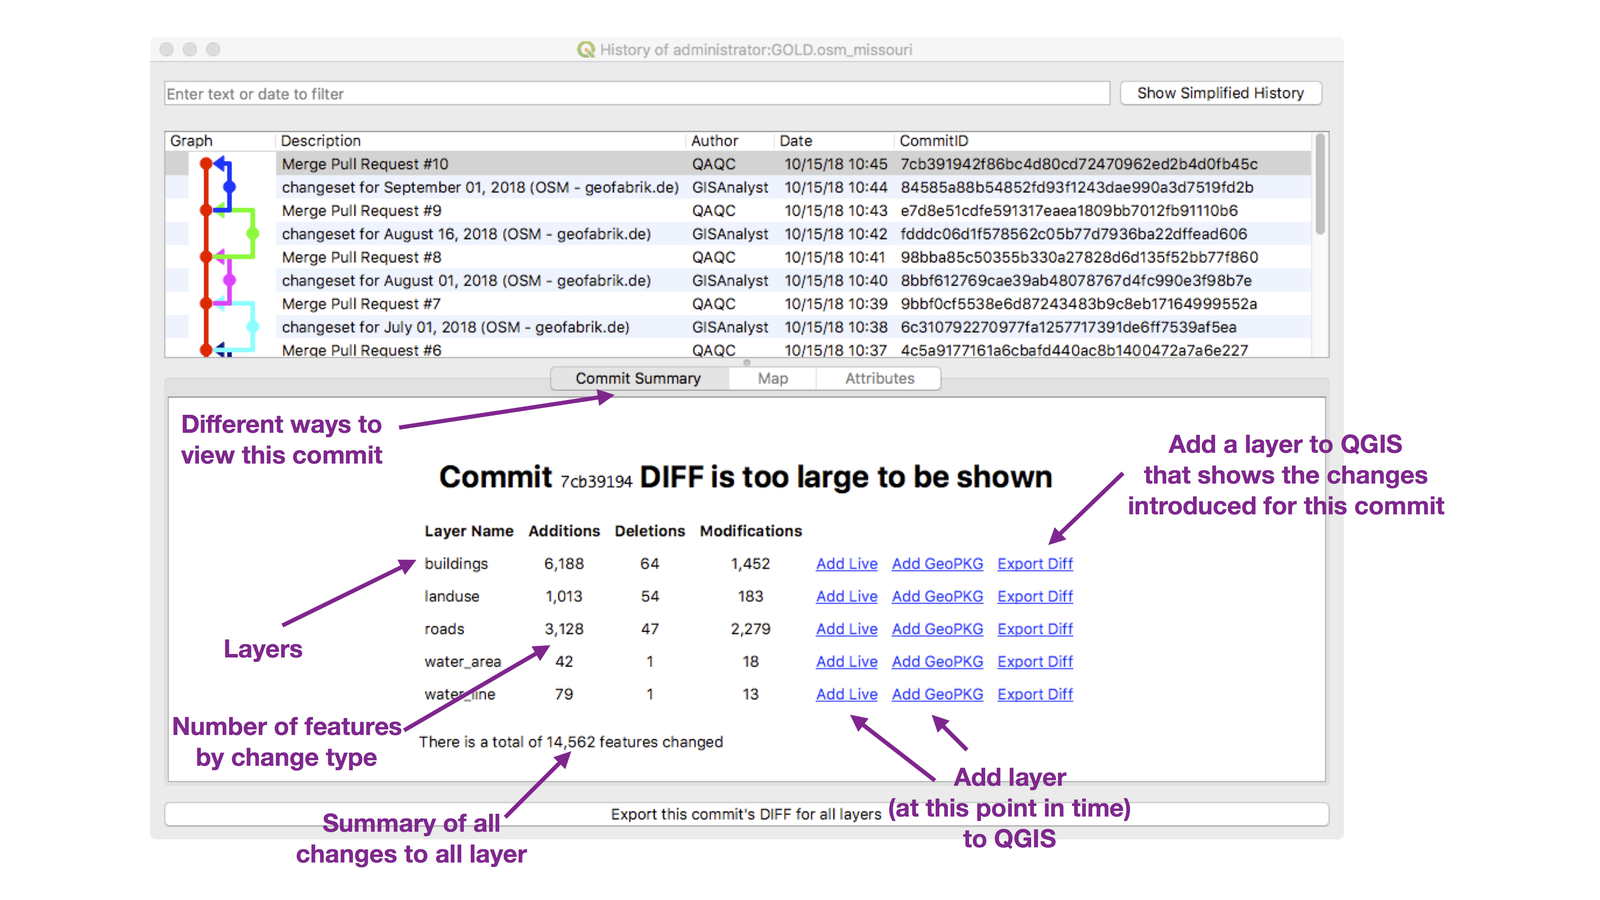 History of administrator:GOLD.osm_missouri
Enter text or date to filter
Show Simplified History
Graph Description Author Date CommitID
Merge Pull Request #10 QAQC 10/15/18 10:45 7cb391942f86bc4d80cd72470962ed2b4d0fb45c
changeset for September 01, 2018 (OSM - geofabrik.de) GISAnalyst 10/15/18 10:44 84585a88b54852fd93f1243dae990a3d7519fd2b
Merge Pull Request #9 QAQC 10/15/18 10:43 e7d8e51cdfe591317eaea1809bb7012fb91110b6
changeset for August 16, 2018 (OSM - geofabrik.de) GISAnalyst 10/15/18 10:42 fdddc06d1f578562c05b77d7936ba22dffead606
Merge Pull Request #8 QAQC 10/15/18 10:41 98bba85c50355b330a27828d6d135f52bb77f860
changeset for August 01, 2018 (OSM - geofabrik.de) GISAnalyst 10/15/18 10:40 8bbf612769cae39ab48078767d4fc990e3f98b7e
Merge Pull Request #7 QAQC 10/15/18 10:39 9bbf0cf5538e6d87243483b9c8eb17164999552a
changeset for July 01, 2018 (OSM - geofabrik.de) GISAnalyst 10/15/18 10:38 6c310792270977fa1257717391de6ff7539af5ea
Merge Pull Request #6 QAQC 10/15/18 10:37 4c5a9177161a6cbafd440ac8b1400472a7a6e227
Commit Summary Map Attributes
Different ways to
view this commit
Add a layer to QGIS
that shows the changes
introduced for this commit
Commit 7cb39194 DIFF is too large to be shown
Layer Name Additions Deletions Modifications
buildings 6,188 64 1,452 Add Live Add GeoPKG Export Diff
landuse 1,013 54 183 Add Live Add GeoPKG Export Diff
roads 3,128 47 2,279 Add Live Add GeoPKG Export Diff
water_area 42 1 18 Add Live Add GeoPKG Export Diff
water_line 79 1 13 Add Live Add GeoPKG Export Diff
Layers
Number of features
by change type
There is a total of 14,562 features changed
Add layer
(at this point in time)
to QGIS
Export this commit's DIFF for all layers
Summary of all
changes to all layer